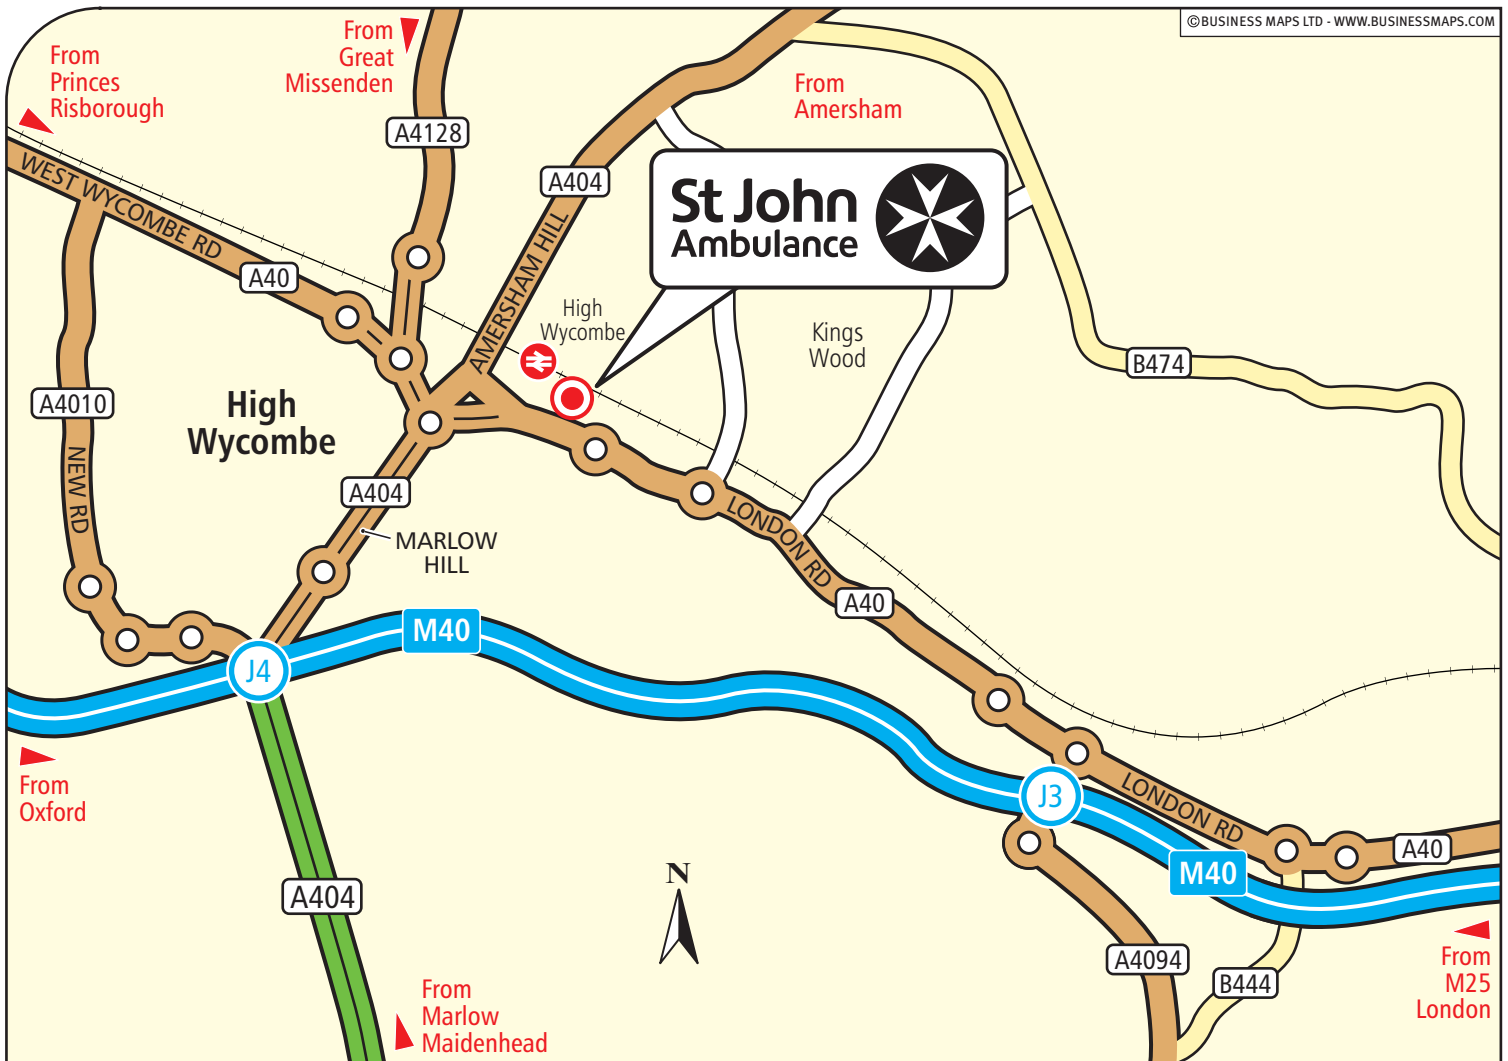 ©BUSINESS MAPS LTD - WWW.BUSINESSMAPS.COM
From
Great
Missenden
From
Princes
Risborough
From
Amersham
A4128
WEST WYCOMBE RD
A404
St John
Ambulance
AMERSHAM HILL
A40
High
Wycombe
Kings
Wood
B474
A4010
High
Wycombe
NEW RD
A404
LONDON RD
MARLOW
HILL
A40
M40
J4
From
Oxford
J3
LONDON RD
A40
M40
N
A404
A4094
B444
From
M25
London
From
Marlow
Maidenhead